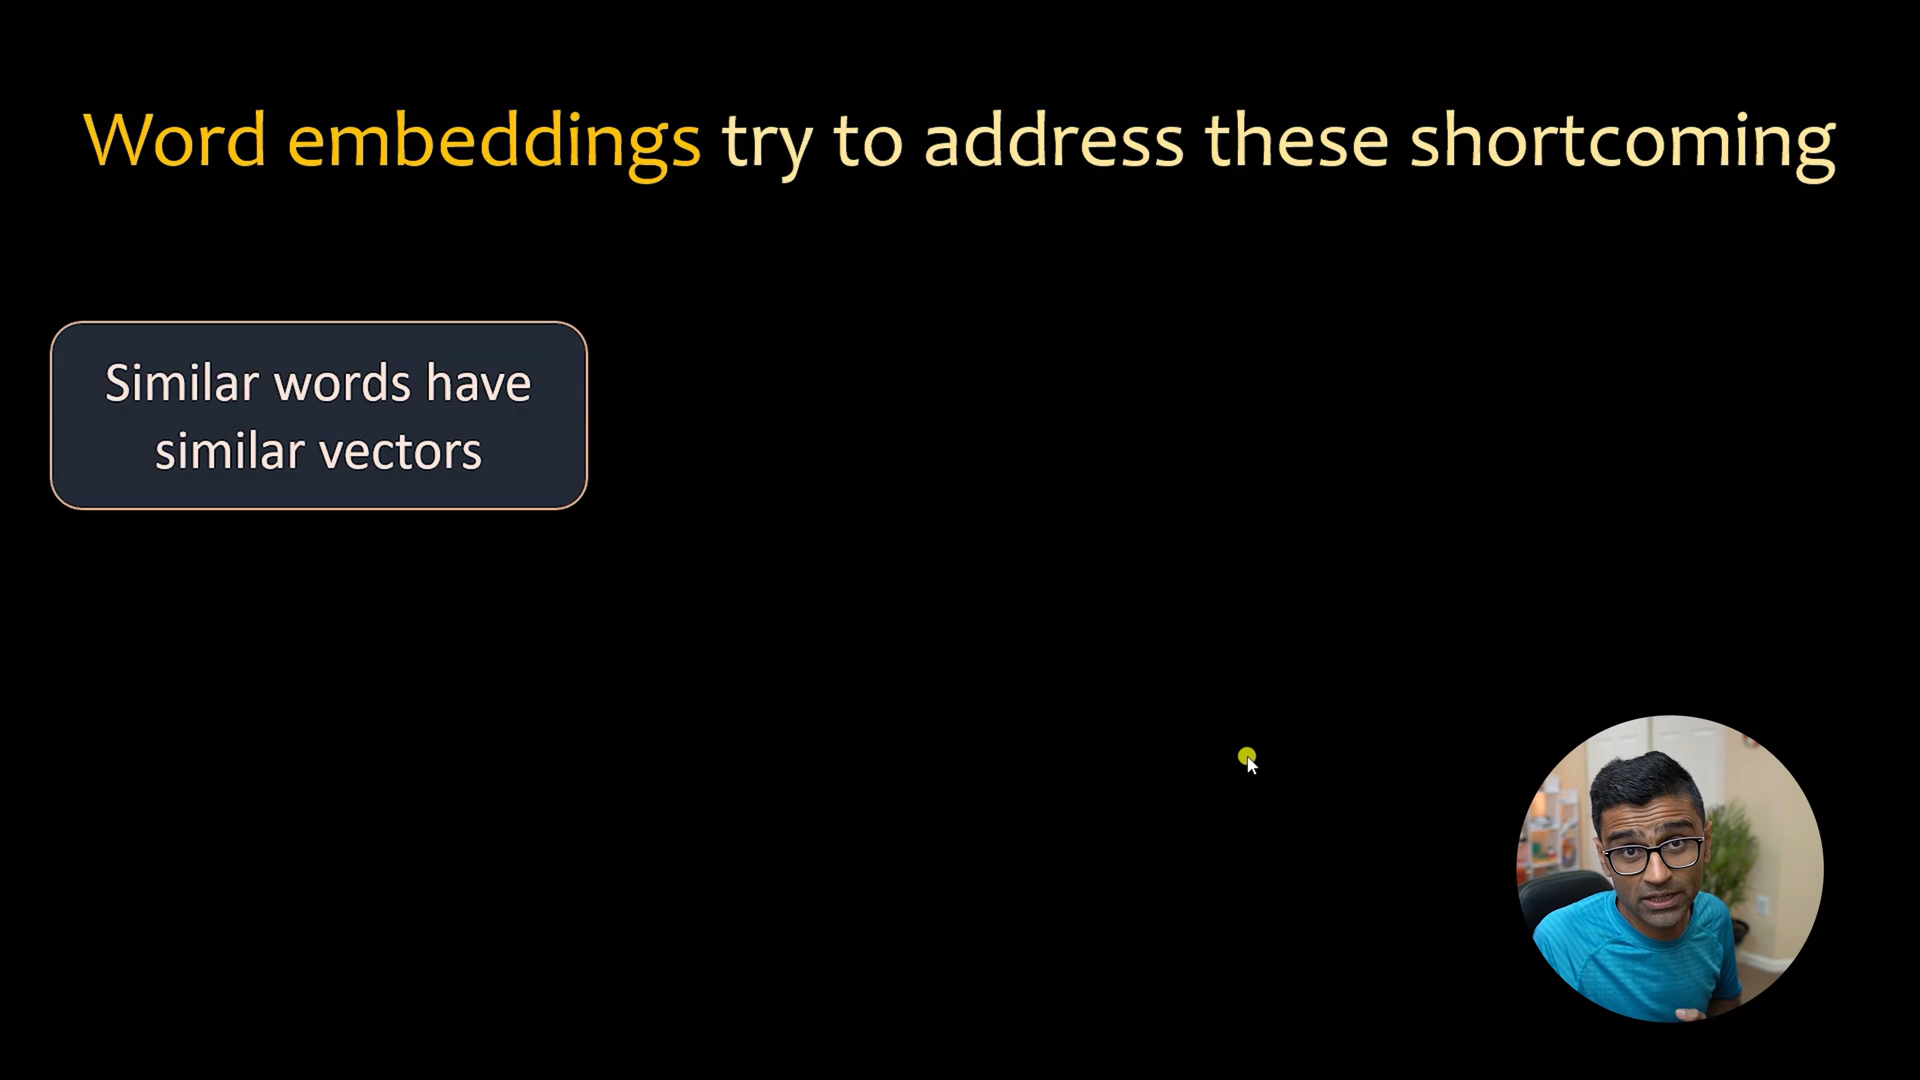 Word embeddings try to address these shortcoming
Similar words have
similar vectors